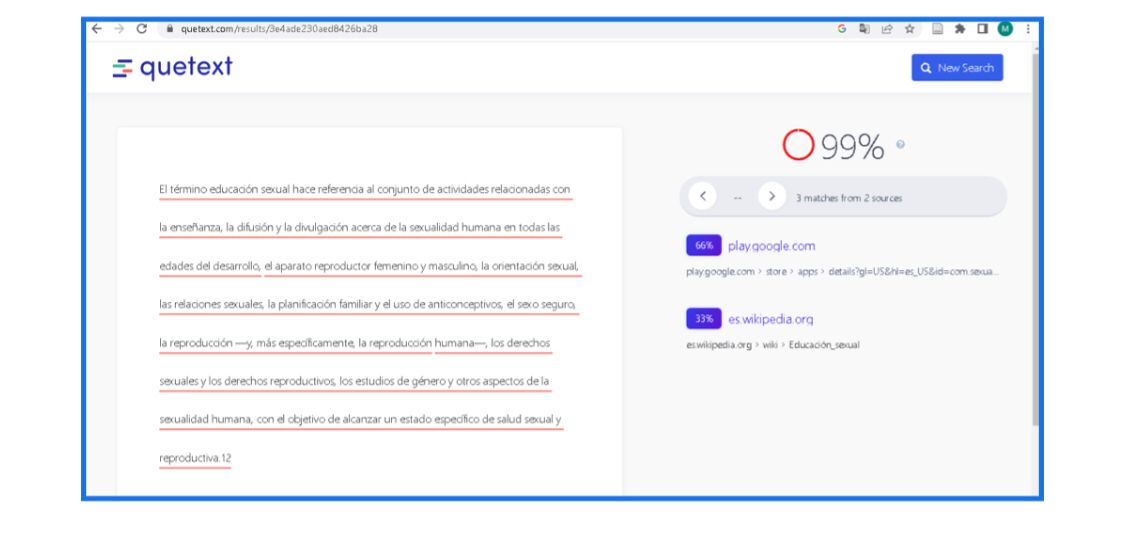 quetext.com/results/3e4ade230aed8426ba28
G
M
quetext
New Search
El término educación sexual hace referencia al conjunto de actividades relacionadas con
la enseñanza, la difusión y la divulgación acerca de la sexualidad humana en todas las
edades del desarrollo, el aparato reproductor femenino y masculino, la orientación sexual,
las relaciones sexuales, la planificación familiar y el uso de anticonceptivos, el sexo seguro,
la reproducción —y, más específicamente, la reproducción humana—, los derechos
sexuales y los derechos reproductivos, los estudios de género y otros aspectos de la
sexualidad humana, con el objetivo de alcanzar un estado específico de salud sexual y
reproductiva.12
99%
-- 3 matches from 2 sources
66% play.google.com
play.google.com > store > apps > details?gl=US&hl=es_US&id=com.sexua...
33% es.wikipedia.org
es.wikipedia.org > wiki > Educación_sexual